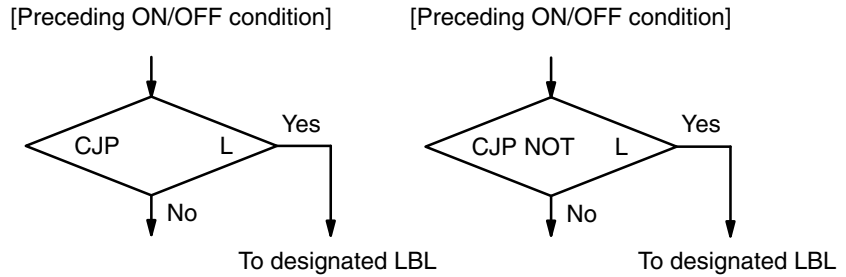 [Preceding ON/OFF condition]
CJP L
Yes
No
To designated LBL
[Preceding ON/OFF condition]
CJP NOT L
Yes
No
To designated LBL